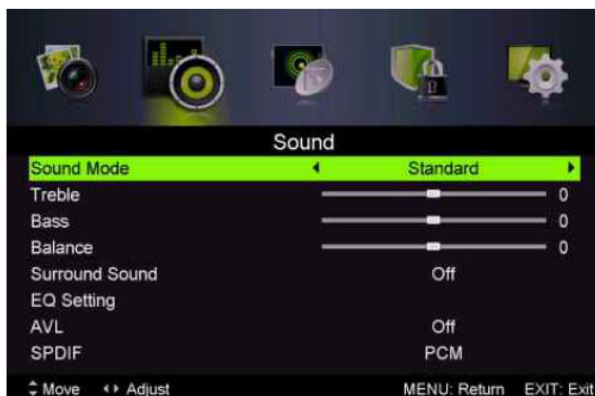 Sound
Sound Mode Standard
Treble 0
Bass 0
Balance 0
Surround Sound Off
EQ Setting
AVL Off
SPDIF PCM
Move Adjust MENU: Return EXIT: Exit